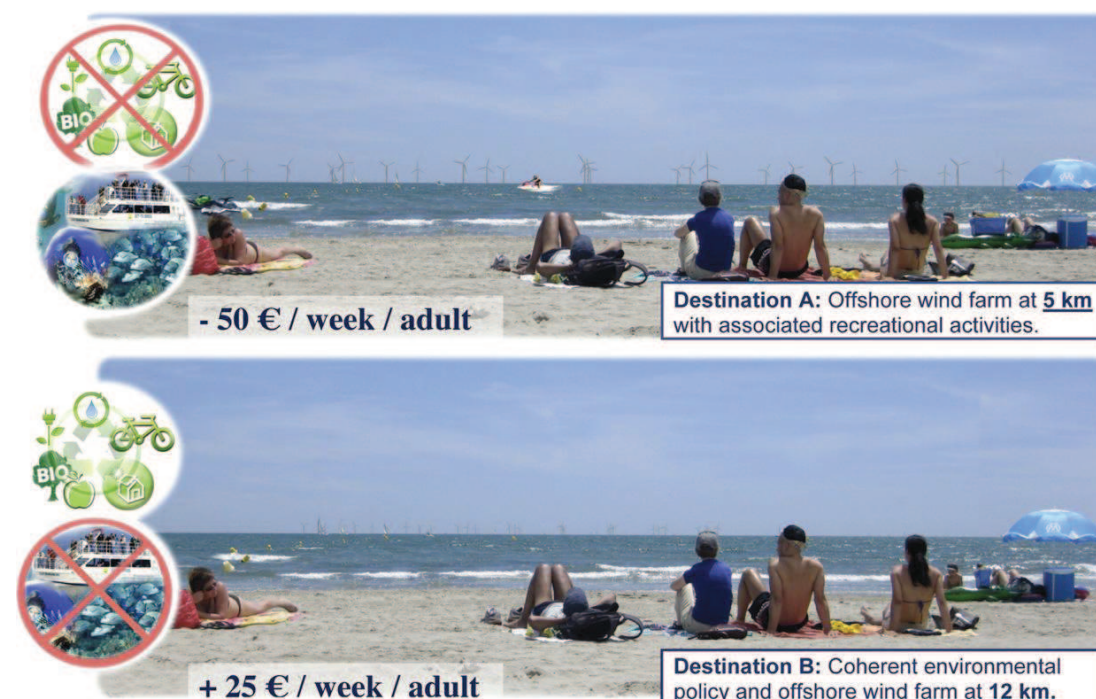 BIO
- 50 € / week / adult
Destination A: Offshore wind farm at 5 km
with associated recreational activities.
BIO
+ 25 € / week / adult
Destination B: Coherent environmental
policy and offshore wind farm at 12 km.